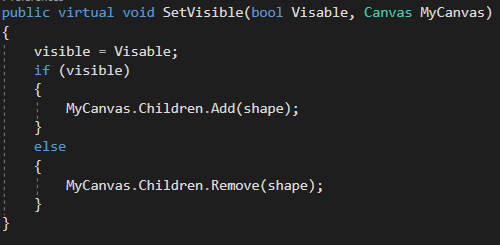 public virtual void SetVisible(bool Visable, Canvas MyCanvas)
{
visible = Visable;
if (visible)
{
MyCanvas.Children.Add(shape);
}
else
{
MyCanvas.Children.Remove(shape);
}
}